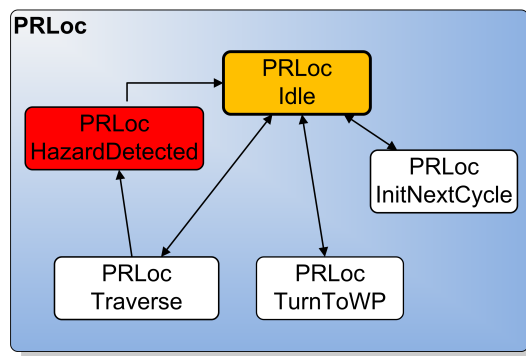 PRLoc
PRLoc
Idle
PRLoc
HazardDetected
PRLoc
InitNextCycle
PRLoc
Traverse
PRLoc
TurnToWP